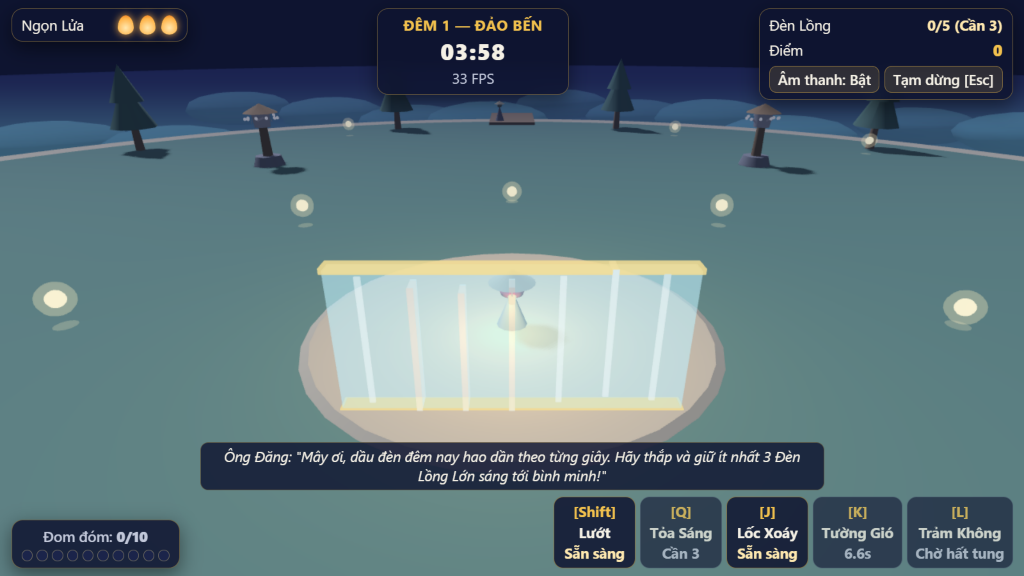 Ngọn Lửa
ĐÊM 1 — ĐẢO BẾN
03:58
33 FPS
Đèn Lồng 0/5 (Cần 3)
Điểm 0
Âm thanh: Bật Tạm dừng [Esc]
Ông Đăng: "Mây ơi, dầu đèn đêm nay hao dần theo từng giây. Hãy thắp và giữ ít nhất 3 Đèn
Lồng Lớn sáng tới bình minh!"
Đom đóm: 0/10
[Shift]
Lướt
Sẵn sàng
[Q]
Tỏa Sáng
Cần 3
[J]
Lốc Xoáy
Sẵn sàng
[K]
Tường Gió
6.6s
[L]
Trảm Không
Chờ hất tung